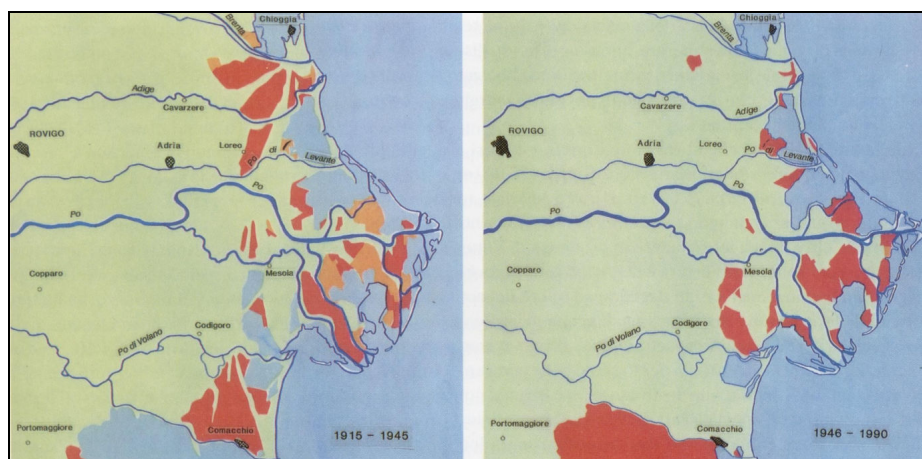 Chioggia
Brenta
Adige
Cavarzere
ROVIGO
Adria
Loreo
Po di Levante
Po
Po
Mesola
Copparo
Codigoro
Po di Volano
Portomaggiore
Comacchio
1915 - 1945
Chioggia
Brenta
Adige
Cavarzere
ROVIGO
Adria
Loreo
Po di Levante
Po
Po
Mesola
Copparo
Codigoro
Po di Volano
Portomaggiore
Comacchio
1946 - 1990